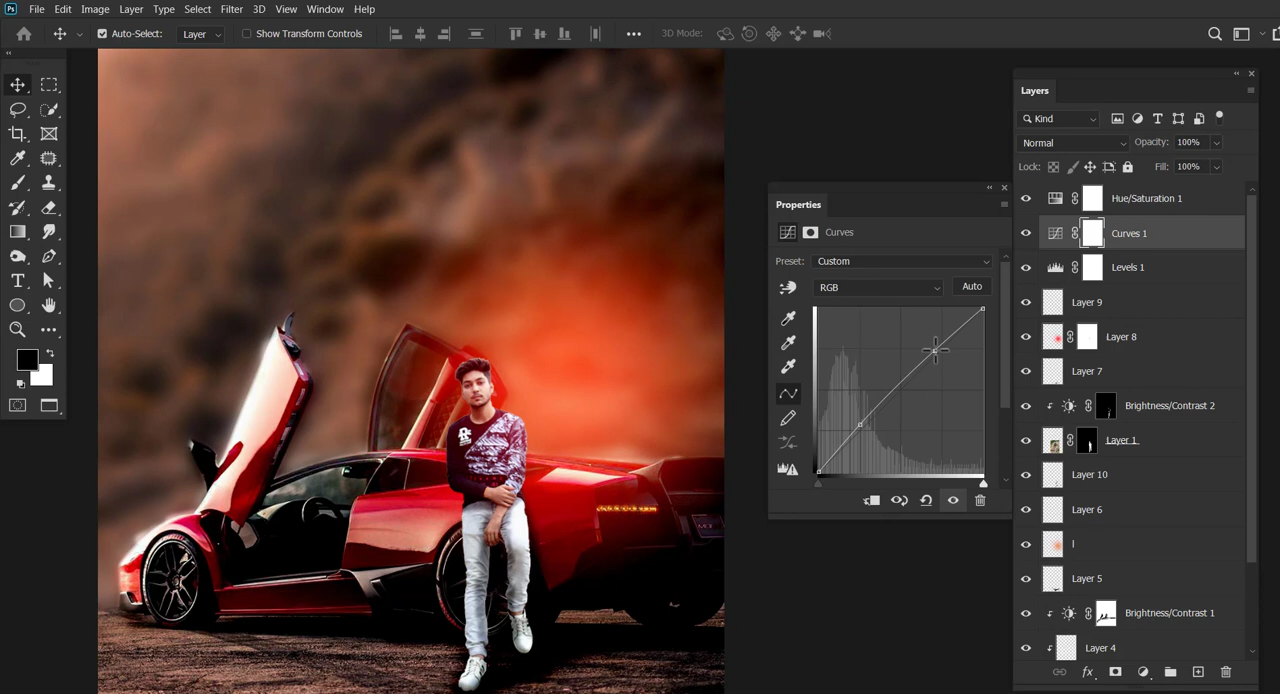 Ps File Edit Image Layer Type Select Filter 3D View Window Help
Auto-Select: Layer Show Transform Controls 3D Mode:
Layers
Kind
Normal Opacity: 100%
Lock: Fill: 100%
Hue/Saturation 1
Curves 1
Levels 1
Layer 9
Layer 8
Layer 7
Brightness/Contrast 2
Layer 1
Layer 10
Layer 6
l
Layer 5
Brightness/Contrast 1
Layer 4
fx
Properties
Curves
Preset: Custom
RGB Auto